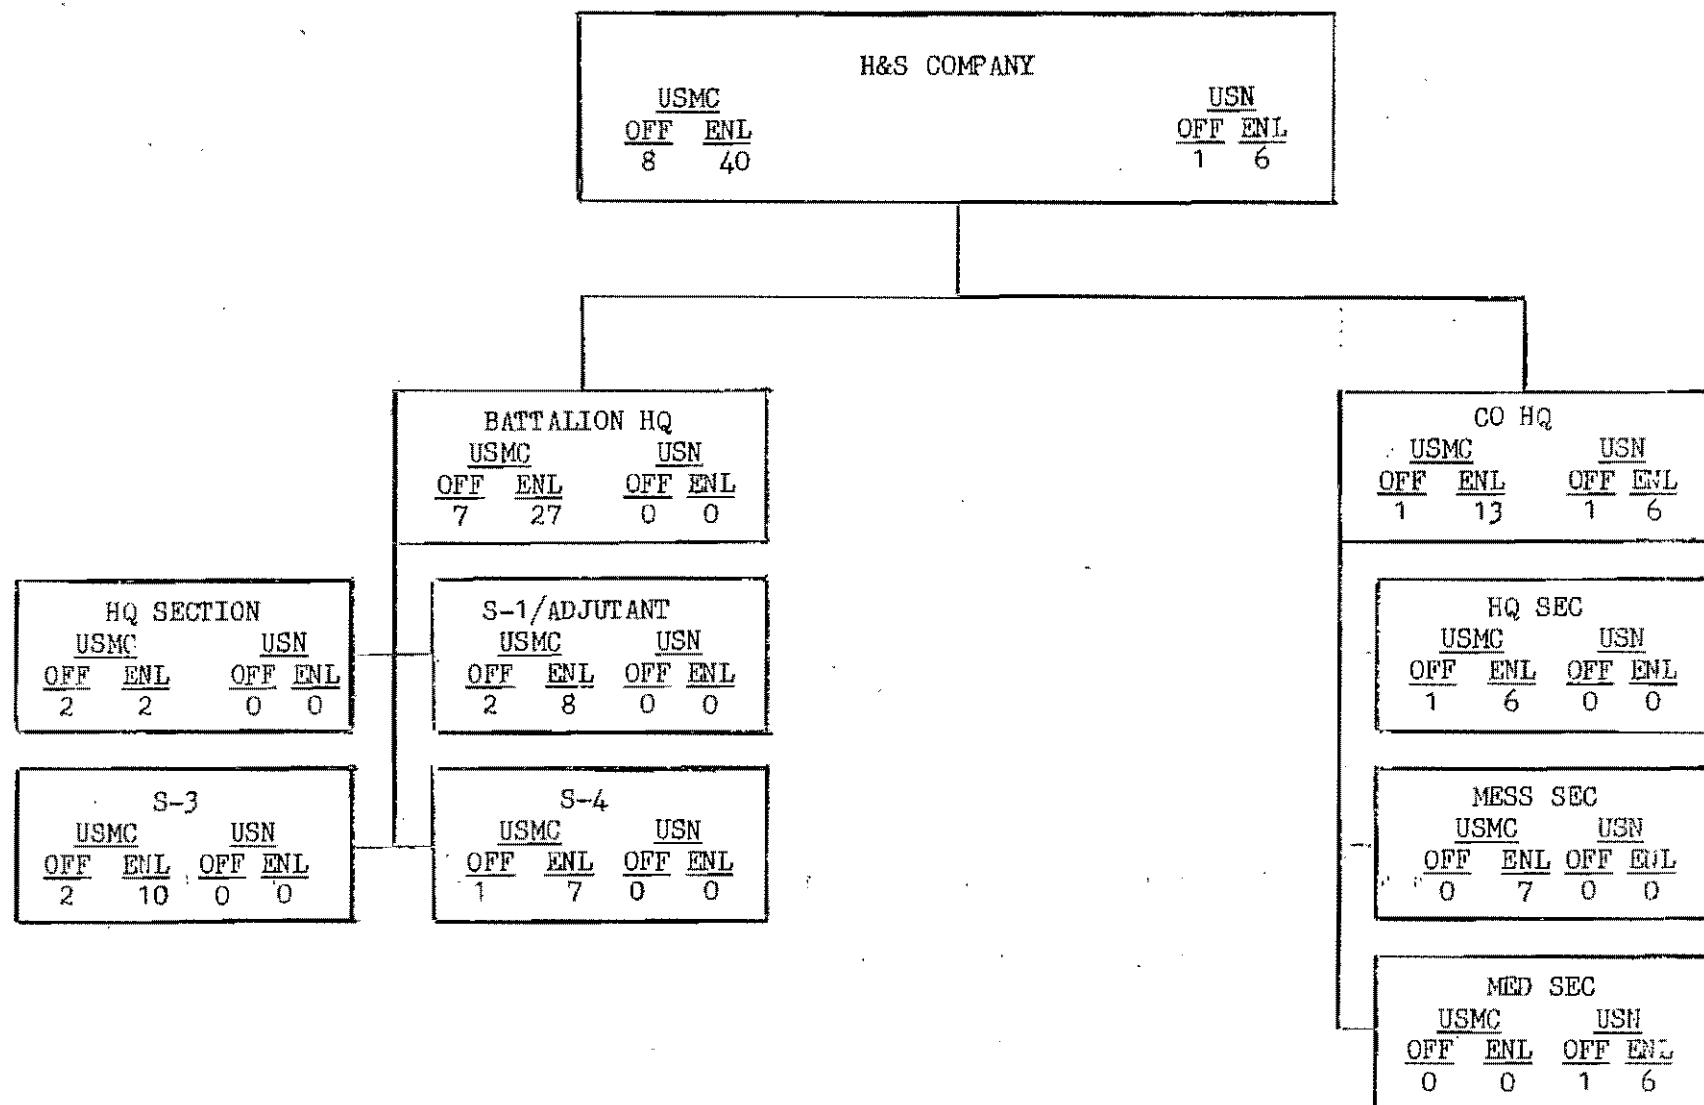 H&S COMPANY
USMC USN
OFF ENL OFF ENL
8 40 1 6
BATTALION HQ
USMC USN
OFF ENL OFF ENL
7 27 0 0
CO HQ
USMC USN
OFF ENL OFF ENL
1 13 1 6
HQ SECTION
USMC USN
OFF ENL OFF ENL
2 2 0 0
S-1/ADJUTANT
USMC USN
OFF ENL OFF ENL
2 8 0 0
HQ SEC
USMC USN
OFF ENL OFF ENL
1 6 0 0
S-3
USMC USN
OFF ENL OFF ENL
2 10 0 0
S-4
USMC USN
OFF ENL OFF ENL
1 7 0 0
MESS SEC
USMC USN
OFF ENL OFF ENL
0 7 0 0
MED SEC
USMC USN
OFF ENL OFF ENL
0 0 1 6